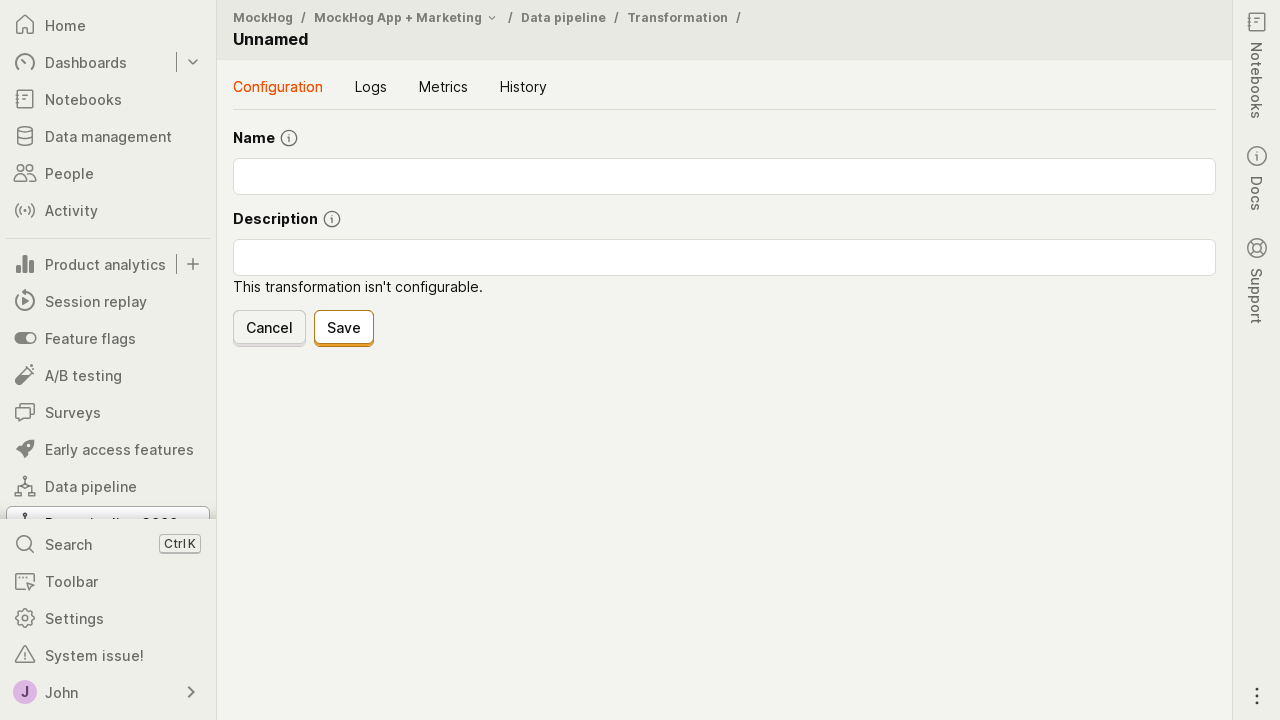 Home
Dashboards
Notebooks
Data management
People
Activity
Product analytics
Session replay
Feature flags
A/B testing
Surveys
Early access features
Data pipeline
Search Ctrl K
Toolbar
Settings
System issue!
J John
MockHog / MockHog App + Marketing / Data pipeline / Transformation /
Unnamed
Configuration Logs Metrics History
Name
Description
This transformation isn't configurable.
Cancel Save
Notebooks
Docs
Support